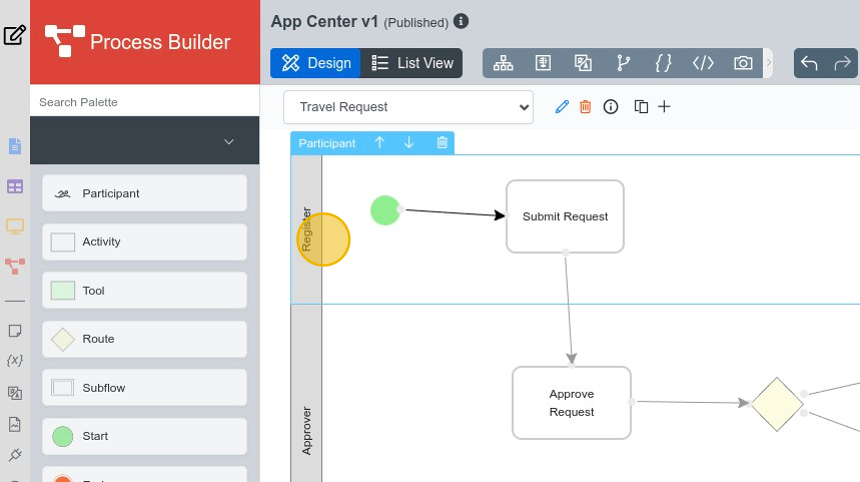 App Center v1 (Published)
Process Builder
Design
List View
Search Palette
Travel Request
Participant
Participant
Register
Submit Request
Activity
Tool
Route
Subflow
Start
Approver
Approve
Request
{x}